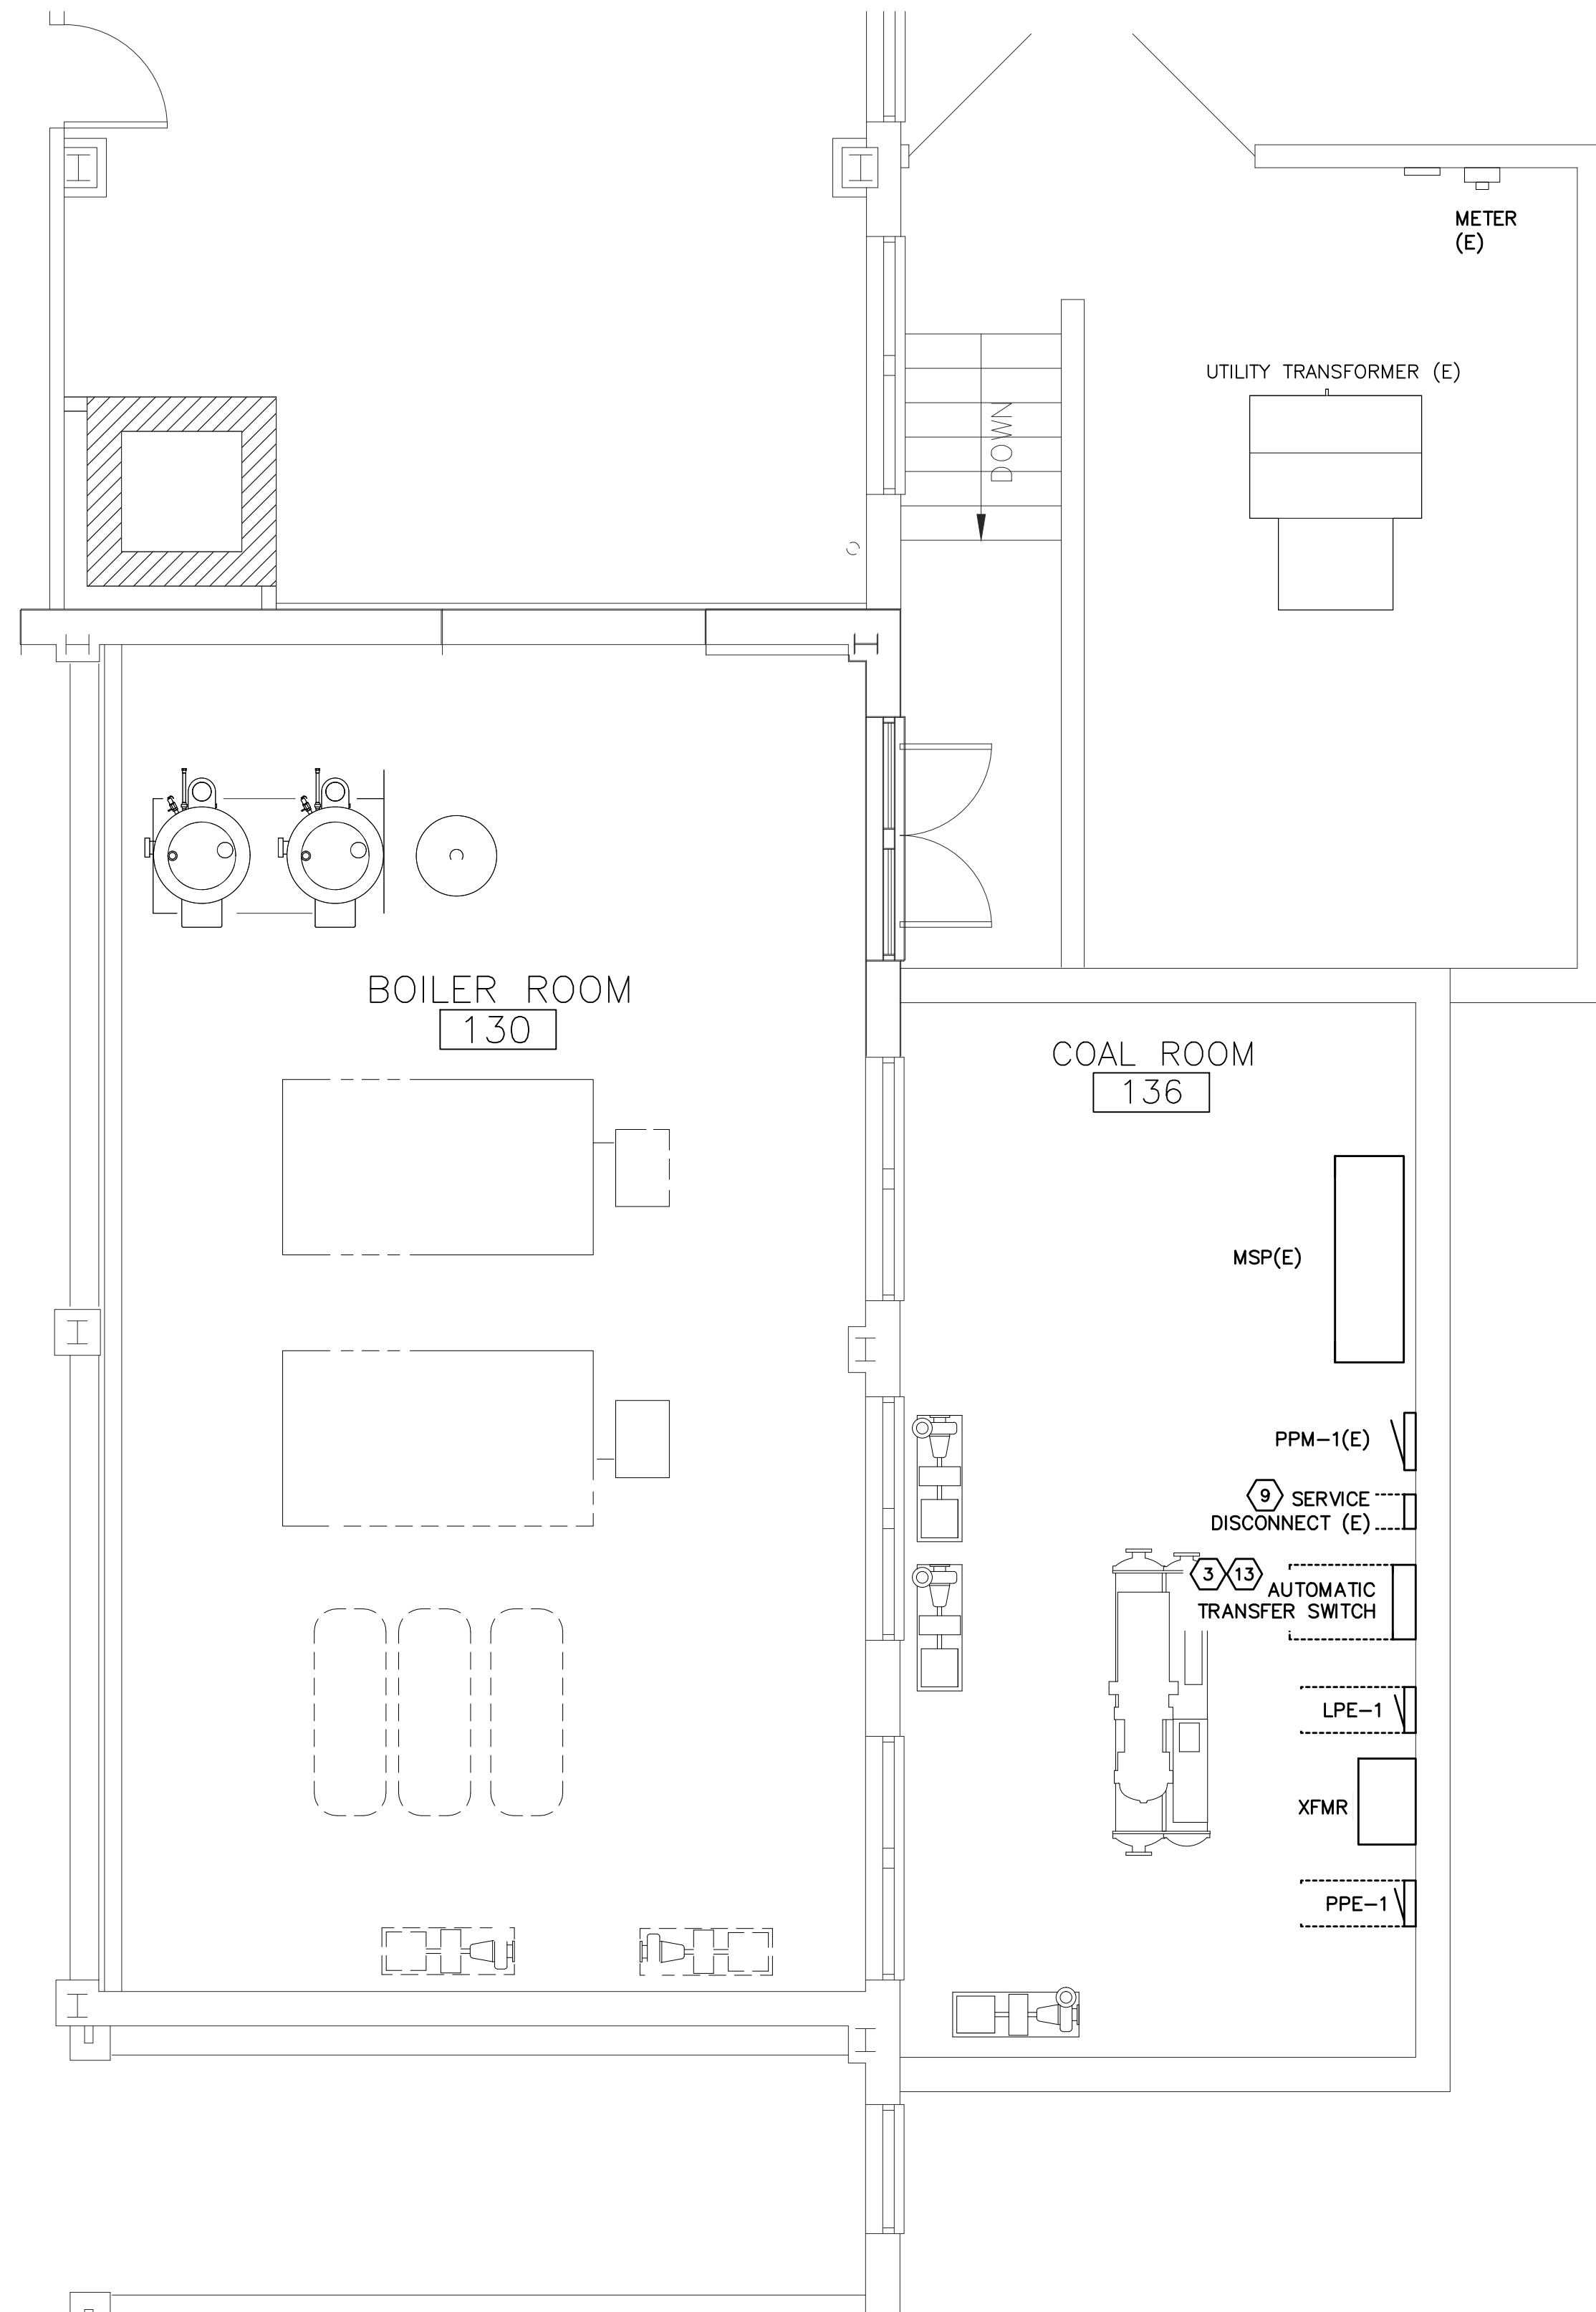 METER
(E)
UTILITY TRANSFORMER (E)
DOWN
BOILER ROOM
130
COAL ROOM
136
MSP(E)
PPM-1(E)
9 SERVICE
DISCONNECT (E)
3 13 AUTOMATIC
TRANSFER SWITCH
LPE-1
XFMR
PPE-1